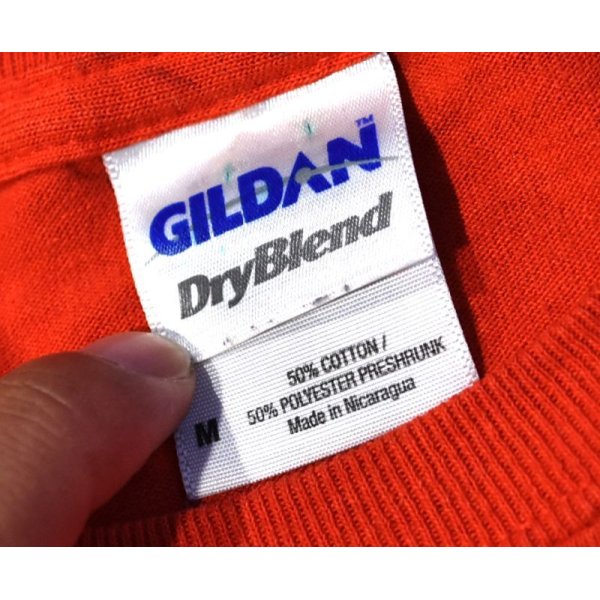 GILDAN™
DryBlend
50% COTTON /
50% POLYESTER PRESHRUNK
Made in Nicaragua
M